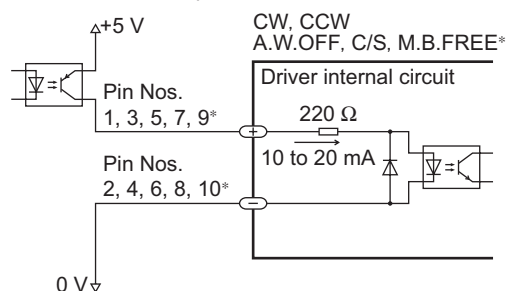 +5 V
CW, CCW
A.W.OFF, C/S, M.B.FREE*
Driver internal circuit
Pin Nos.
1, 3, 5, 7, 9*
220 Ω
10 to 20 mA
Pin Nos.
2, 4, 6, 8, 10*
0 V